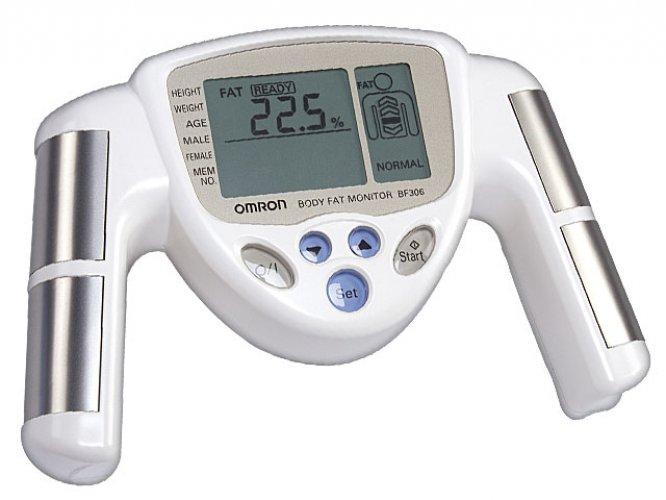 HEIGHT
WEIGHT
AGE
MALE
FEMALE
MEM
NO.
FAT READY
22.5%
FAT
NORMAL
OMRON BODY FAT MONITOR BF306
Start
Set